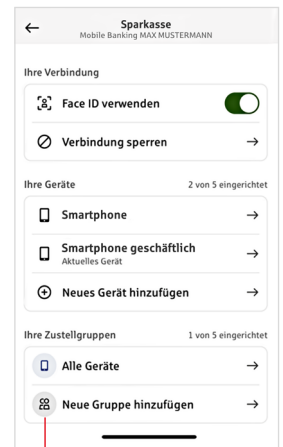 Sparkasse
Mobile Banking MAX MUSTERMANN
Ihre Verbindung
Face ID verwenden
Verbindung sperren
Ihre Geräte 2 von 5 eingerichtet
Smartphone
Smartphone geschäftlich
Aktuelles Gerät
Neues Gerät hinzufügen
Ihre Zustellgruppen 1 von 5 eingerichtet
Alle Geräte
Neue Gruppe hinzufügen